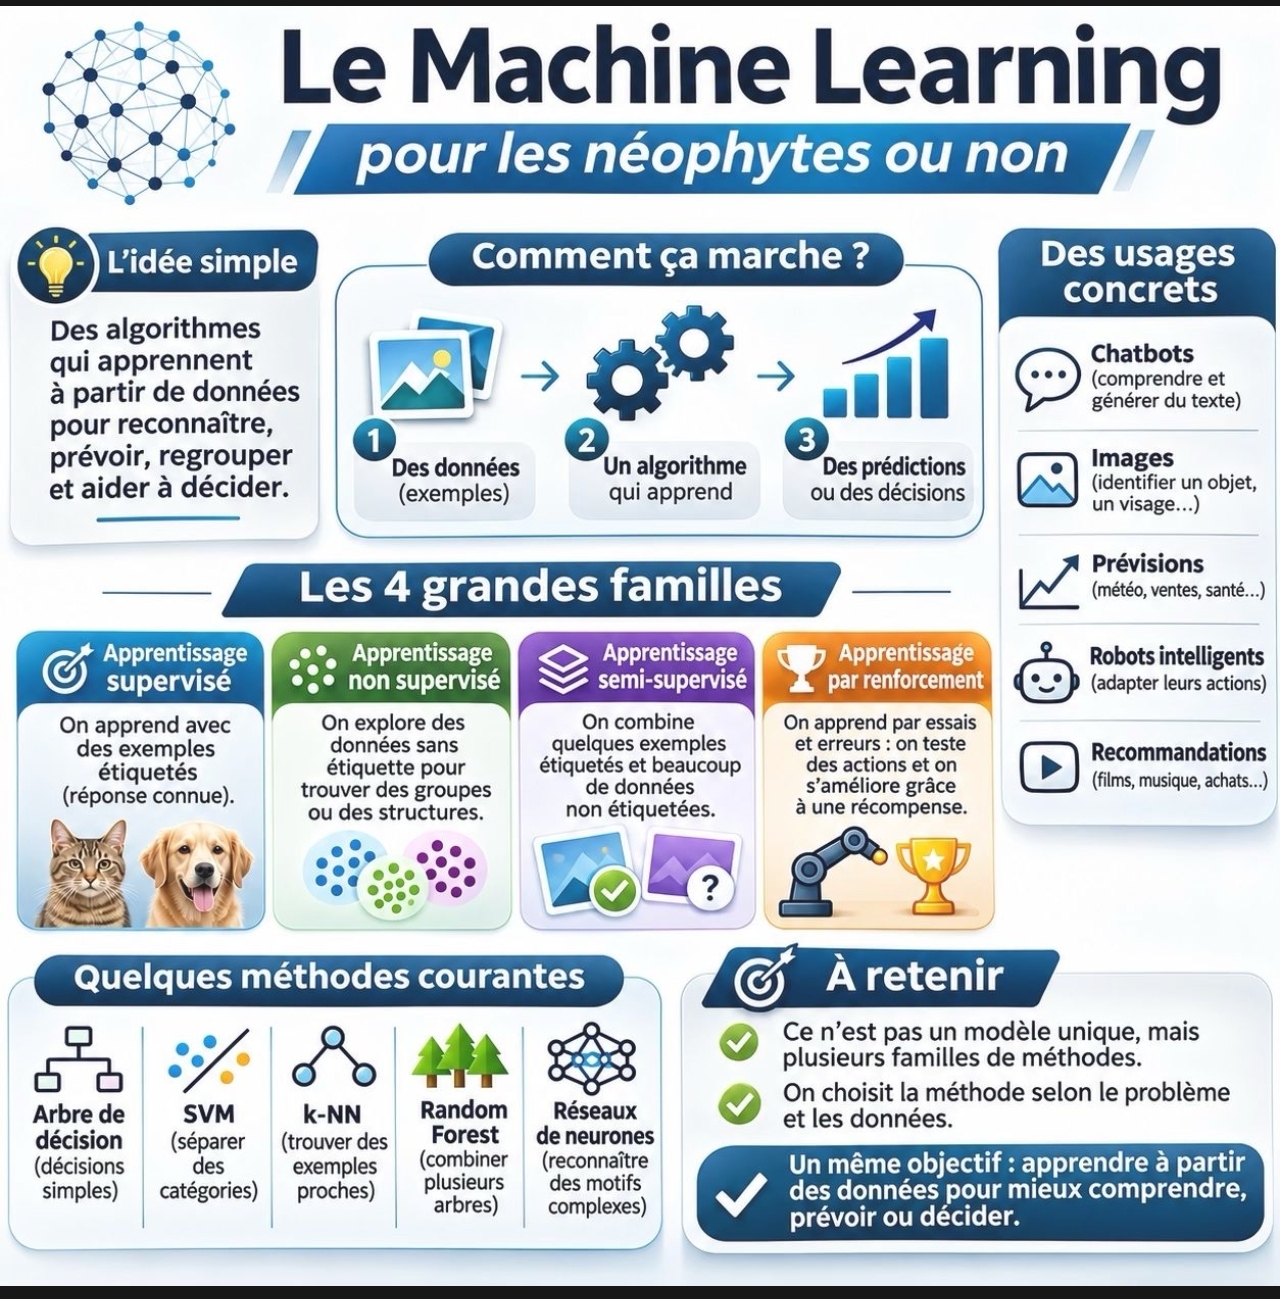 Le Machine Learning
pour les néophytes ou non
L'idée simple
Des algorithmes
qui apprennent
à partir de données
pour reconnaître,
prévoir, regrouper
et aider à décider.
Comment ça marche ?
1
Des données
(exemples)
2
Un algorithme
qui apprend
3
Des prédictions
ou des décisions
Des usages
concrets
Chatbots
(comprendre et
générer du texte)
Images
(identifier un objet,
un visage...)
Prévisions
(météo, ventes, santé...)
Robots intelligents
(adapter leurs actions)
Recommandations
(films, musique, achats...)
Les 4 grandes familles
Apprentissage
supervisé
On apprend avec
des exemples
étiquetés
(réponse connue).
Apprentissage
non supervisé
On explore des
données sans
étiquette pour
trouver des groupes
ou des structures.
Apprentissage
semi-supervisé
On combine
quelques exemples
étiquetés et beaucoup
de données
non étiquetées.
?
Apprentissage
par renforcement
On apprend par essais
et erreurs : on teste
des actions et on
s'améliore grâce
à une récompense.
Quelques méthodes courantes
Arbre de
décision
(décisions
simples)
SVM
(séparer
des
catégories)
k-NN
(trouver des
exemples
proches)
Random
Forest
(combiner
plusieurs
arbres)
Réseaux
de neurones
(reconnaître
des motifs
complexes)
À retenir
Ce n'est pas un modèle unique, mais
plusieurs familles de méthodes.
On choisit la méthode selon le problème
et les données.
Un même objectif : apprendre à partir
des données pour mieux comprendre,
prévoir ou décider.